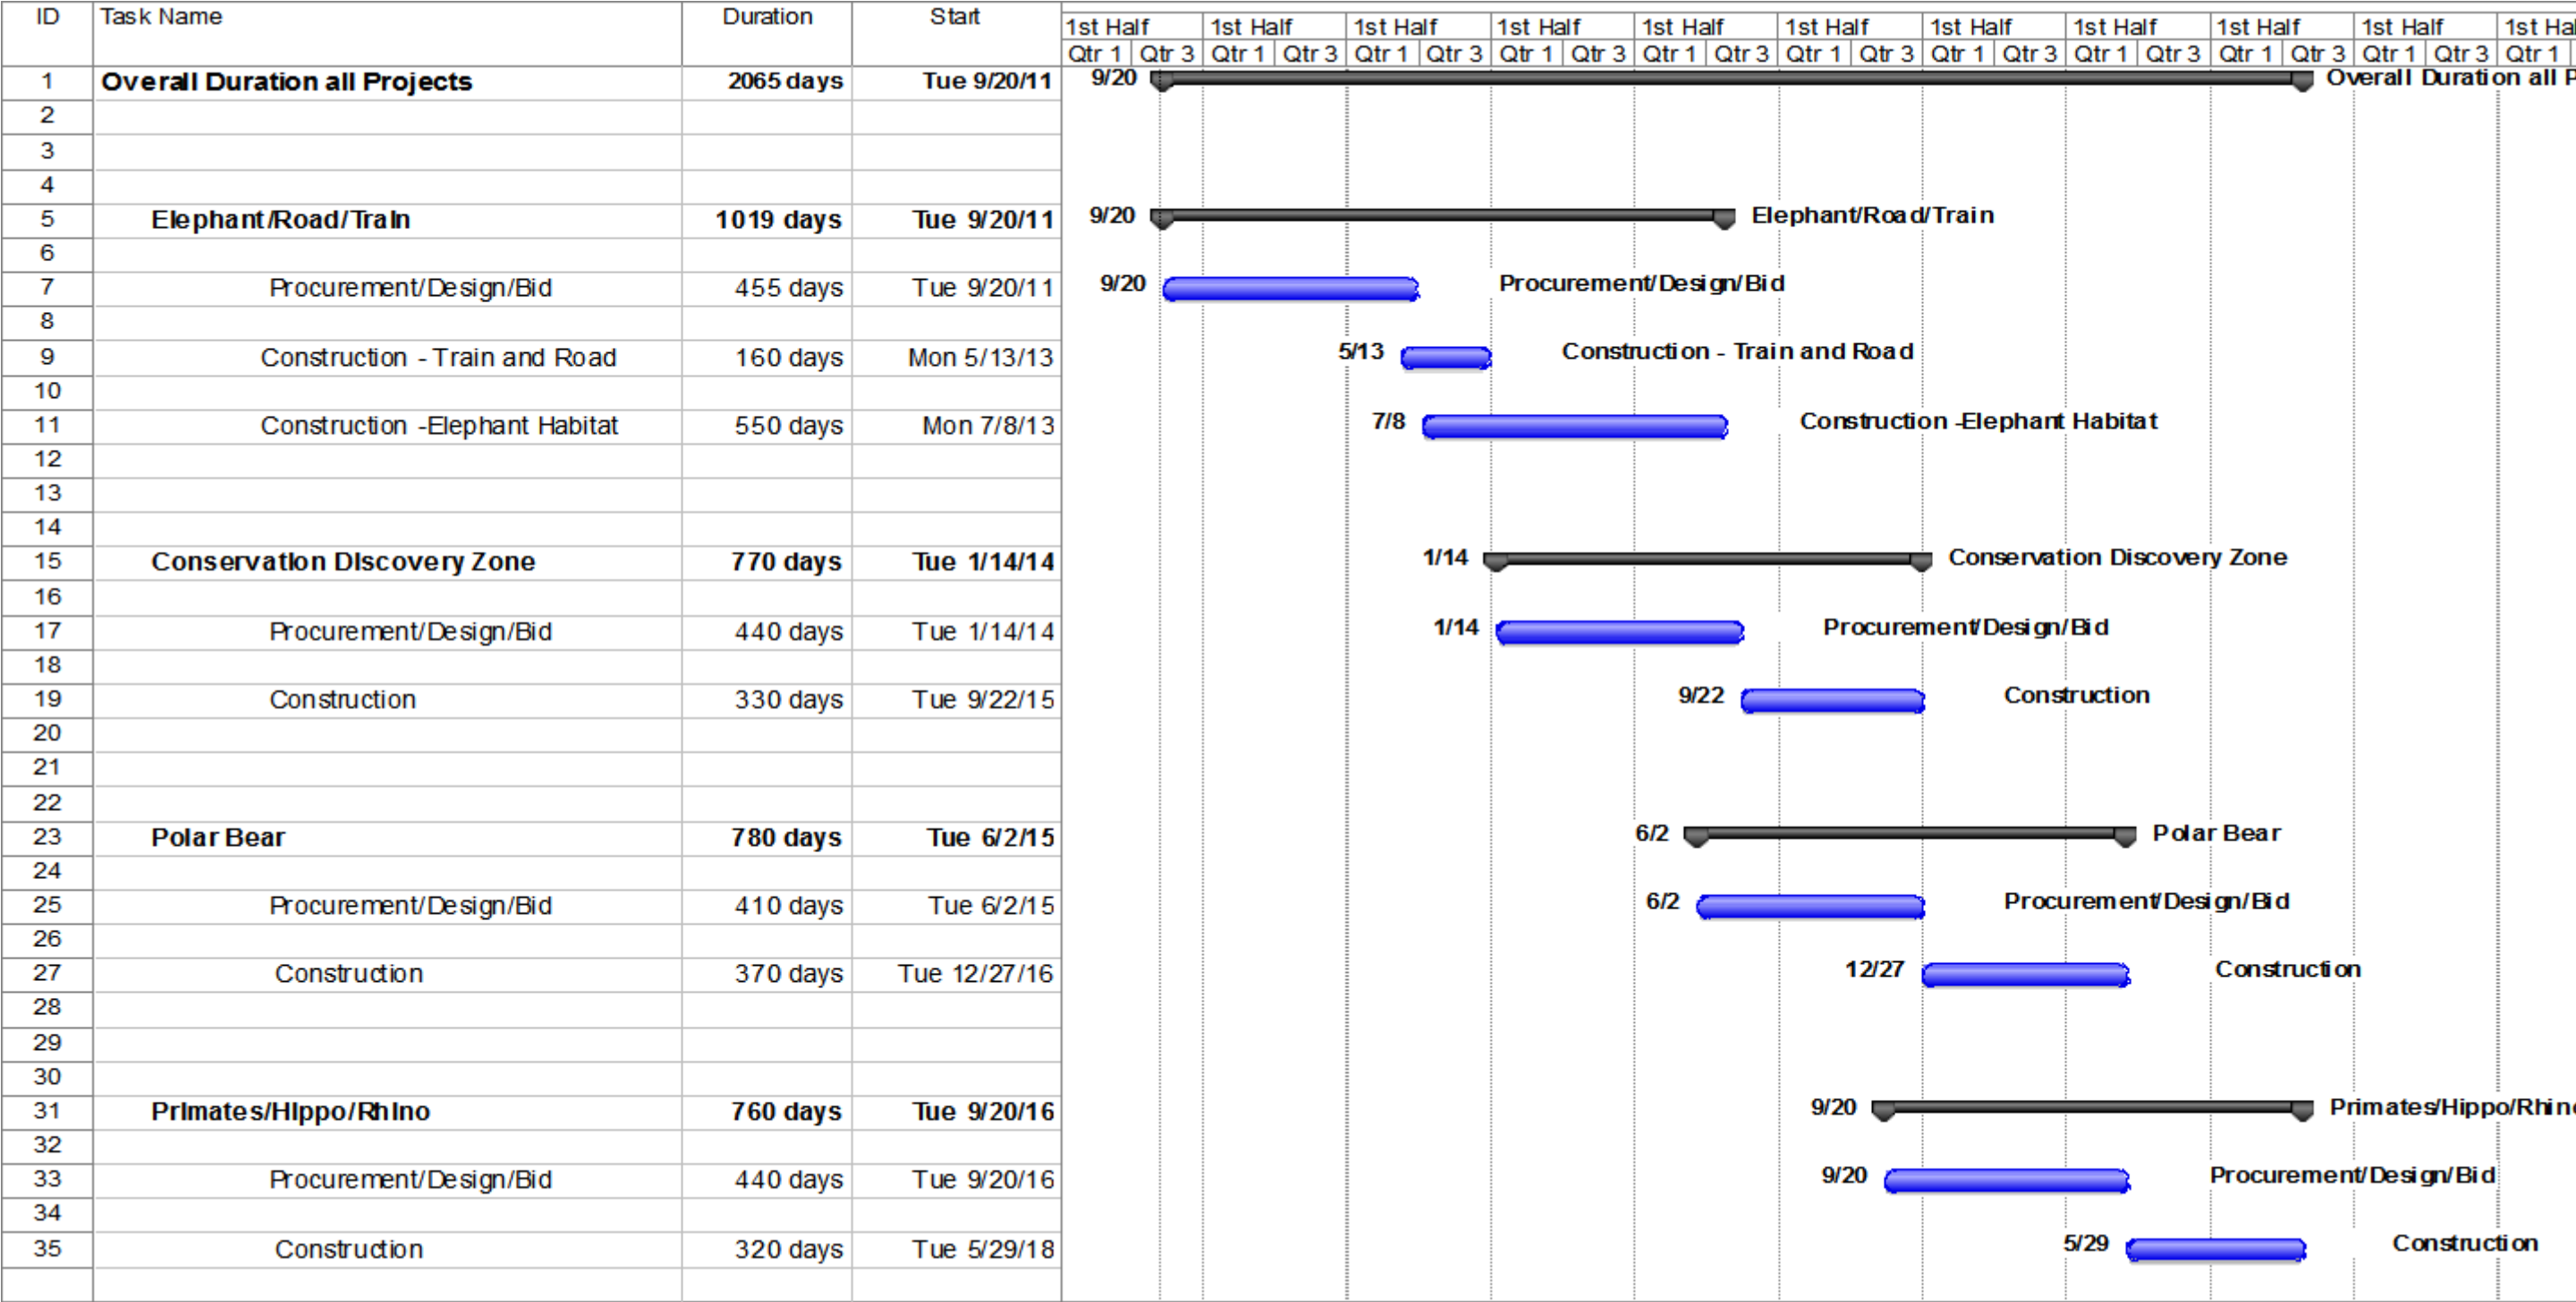 ID Task Name Duration Start
1st Half 1st Half 1st Half 1st Half 1st Half 1st Half 1st Half 1st Half 1st Half 1st Half 1st Hal
Qtr 1 Qtr 3 Qtr 1 Qtr 3 Qtr 1 Qtr 3 Qtr 1 Qtr 3 Qtr 1 Qtr 3 Qtr 1 Qtr 3 Qtr 1 Qtr 3 Qtr 1 Qtr 3 Qtr 1 Qtr 3 Qtr 1 Qtr 3 Qtr 1
1 Overall Duration all Projects 2065 days Tue 9/20/11 9/20 Overall Duration all P
2
3
4
5 Elephant/Road/Train 1019 days Tue 9/20/11 9/20 Elephant/Road/Train
6
7 Procurement/Design/Bid 455 days Tue 9/20/11 9/20 Procurement/Design/Bid
8
9 Construction - Train and Road 160 days Mon 5/13/13 5/13 Construction - Train and Road
10
11 Construction -Elephant Habitat 550 days Mon 7/8/13 7/8 Construction -Elephant Habitat
12
13
14
15 Conservation Discovery Zone 770 days Tue 1/14/14 1/14 Conservation Discovery Zone
16
17 Procurement/Design/Bid 440 days Tue 1/14/14 1/14 Procurement/Design/Bid
18
19 Construction 330 days Tue 9/22/15 9/22 Construction
20
21
22
23 Polar Bear 780 days Tue 6/2/15 6/2 Polar Bear
24
25 Procurement/Design/Bid 410 days Tue 6/2/15 6/2 Procurement/Design/Bid
26
27 Construction 370 days Tue 12/27/16 12/27 Construction
28
29
30
31 Primates/Hippo/Rhino 760 days Tue 9/20/16 9/20 Primates/Hippo/Rhino
32
33 Procurement/Design/Bid 440 days Tue 9/20/16 9/20 Procurement/Design/Bid
34
35 Construction 320 days Tue 5/29/18 5/29 Construction